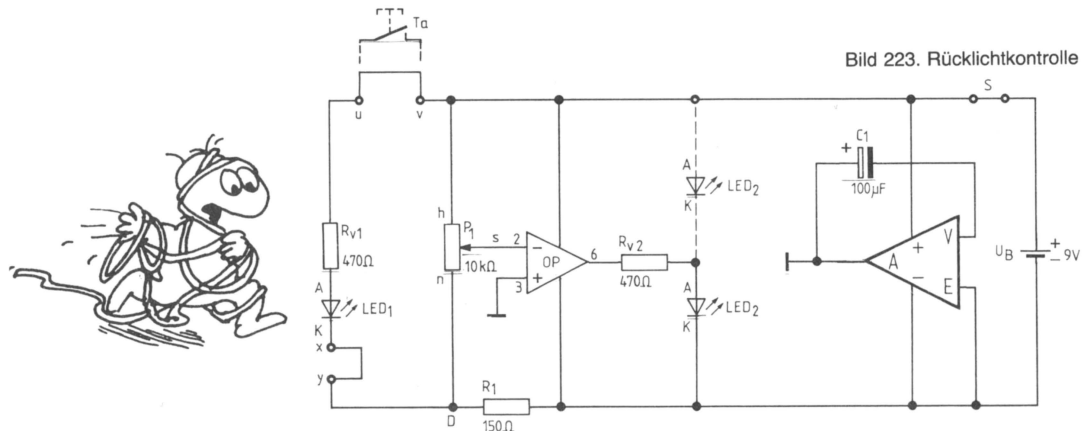 Ta
Bild 223. Rücklichtkontrolle
u
v
S
C1
+
100µF
A
LED2
K
h
P1
s
2
−
Rv1
470Ω
10kΩ
OP
6
Rv2
+
V
n
+
3
470Ω
A
UB
+
− 9V
−
E
A
LED1
K
A
LED2
K
x
y
R1
D
150Ω